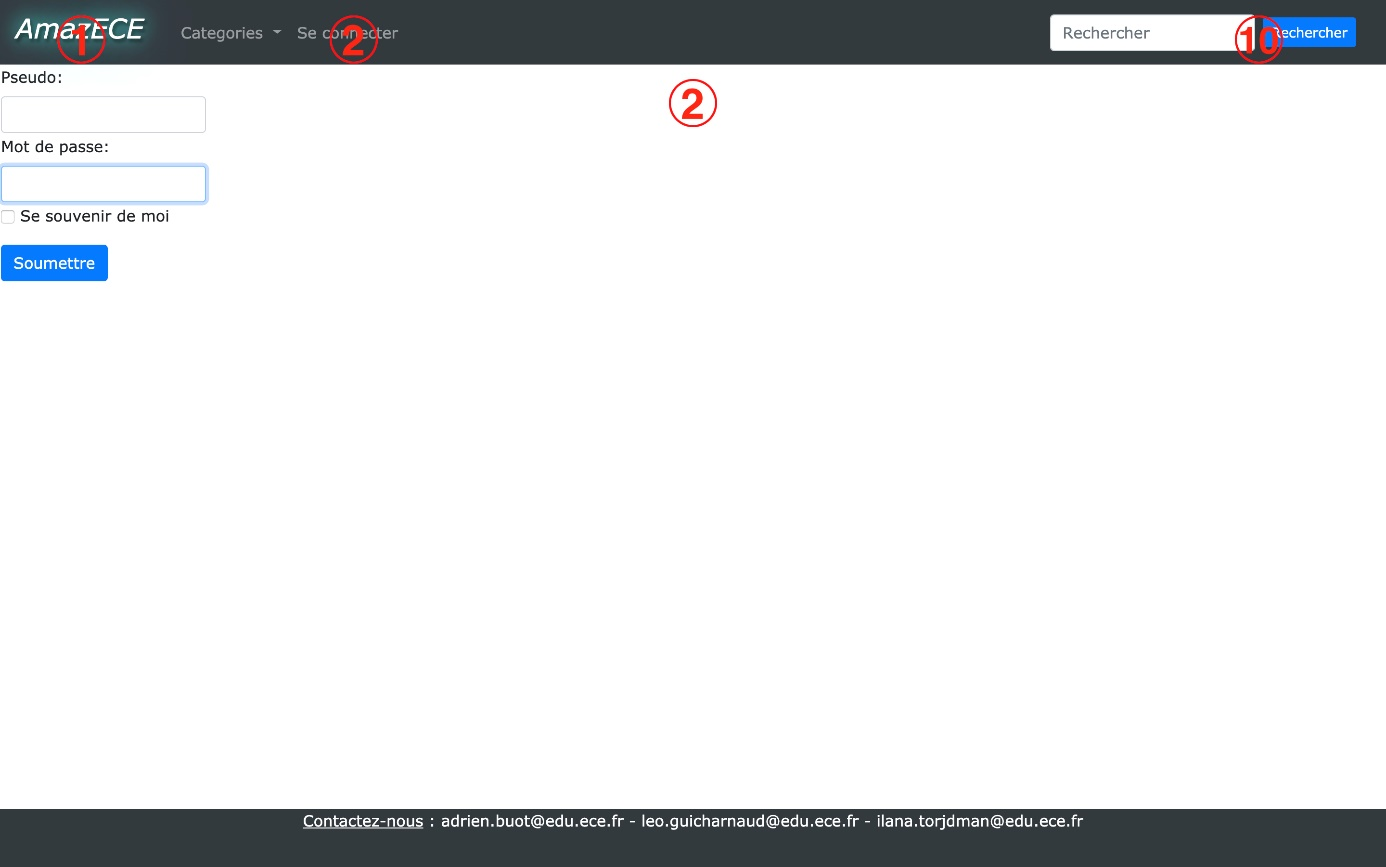 AmazECE
①
Categories
Se connecter
②
Rechercher
⑩
Rechercher
Pseudo:
②
Mot de passe:
Se souvenir de moi
Soumettre
Contactez-nous : adrien.buot@edu.ece.fr - leo.guicharnaud@edu.ece.fr - ilana.torjdman@edu.ece.fr